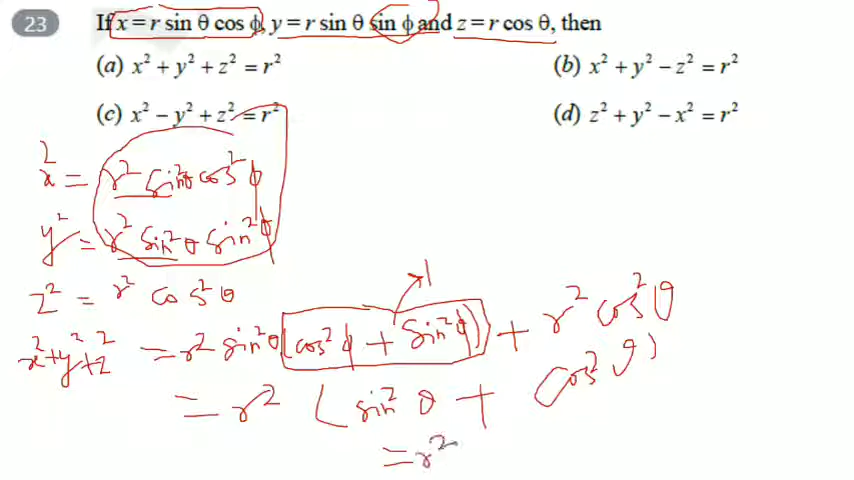 23 If x = r sin θ cos ϕ, y = r sin θ sin ϕ and z = r cos θ, then
(a) x² + y² + z² = r² (b) x² + y² − z² = r²
(c) x² − y² + z² = r² (d) z² + y² − x² = r²
x² = r² sin²θ cos²ϕ
y² = r² sin²θ sin²ϕ
z² = r² cos²θ
1
x²+y²+z² = r² sin²θ (cos²ϕ + sin²ϕ) + r² cos²θ
= r² (sin²θ + cos²θ)
= r²